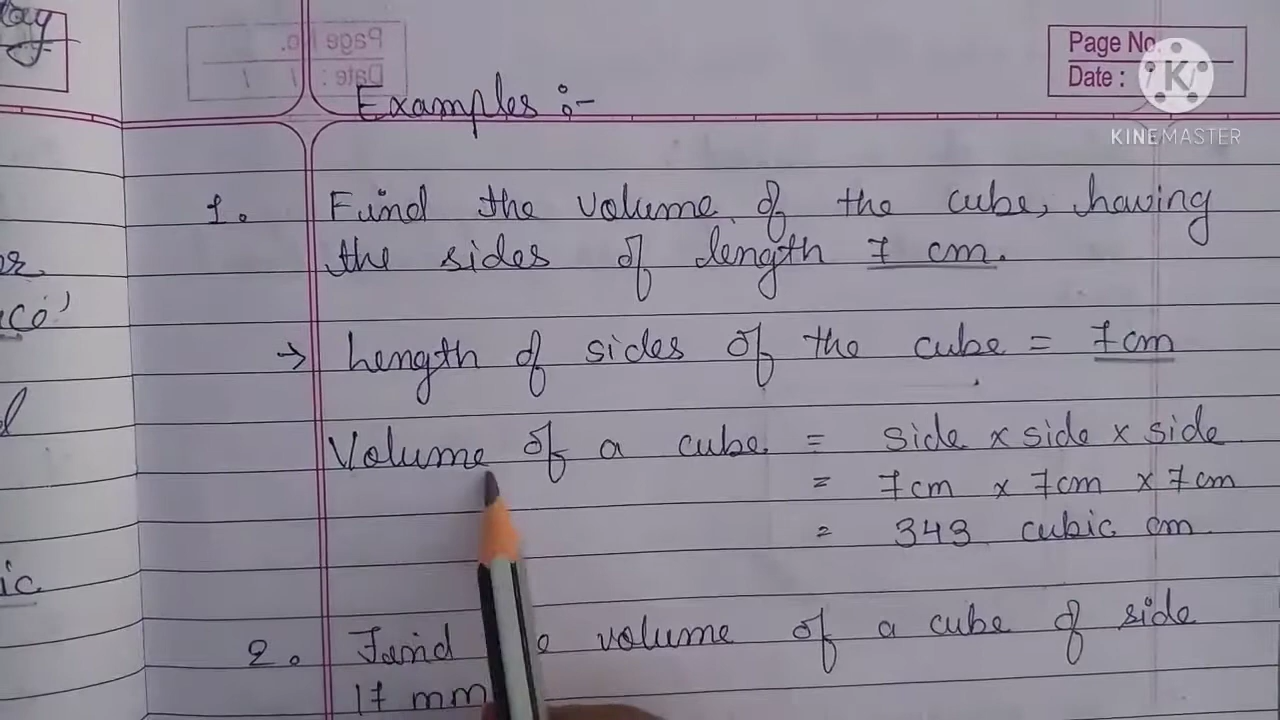 Page No.
Date :
KINEMASTER
Examples :-
1. Find the volume of the cube, having
the sides of length 7 cm.
→ Length of sides of the cube = 7cm
Volume of a cube = side x side x side
= 7cm x 7cm x 7cm
= 343 cubic cm
2. Find volume of a cube of side
17 mm